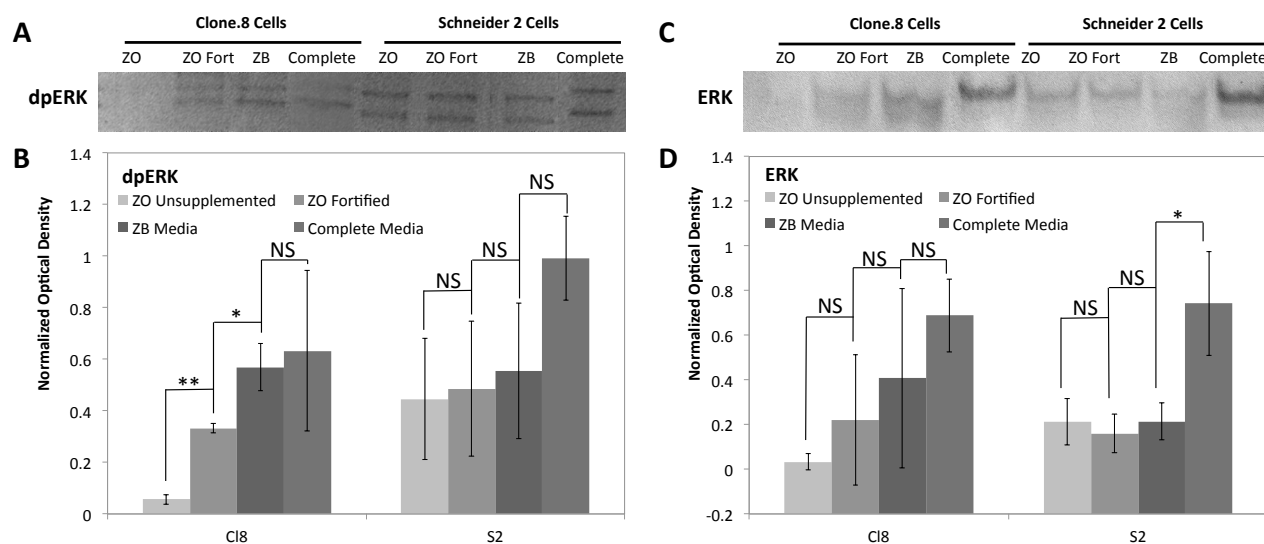 A
Clone.8 Cells
Schneider 2 Cells
ZO ZO Fort ZB Complete ZO ZO Fort ZB Complete
dpERK
B
dpERK
ZO Unsupplemented ZO Fortified
ZB Media Complete Media
Normalized Optical Density
1.4
1.2
1
0.8
0.6
0.4
0.2
0
** * NS NS NS NS
Cl8 S2
C
Clone.8 Cells
Schneider 2 Cells
ZO ZO Fort ZB Complete ZO ZO Fort ZB Complete
ERK
D
ERK
ZO Unsupplemented ZO Fortified
ZB Media Complete Media
Normalized Optical Density
1.4
1.2
1
0.8
0.6
0.4
0.2
0
-0.2
NS NS NS NS NS *
Cl8 S2